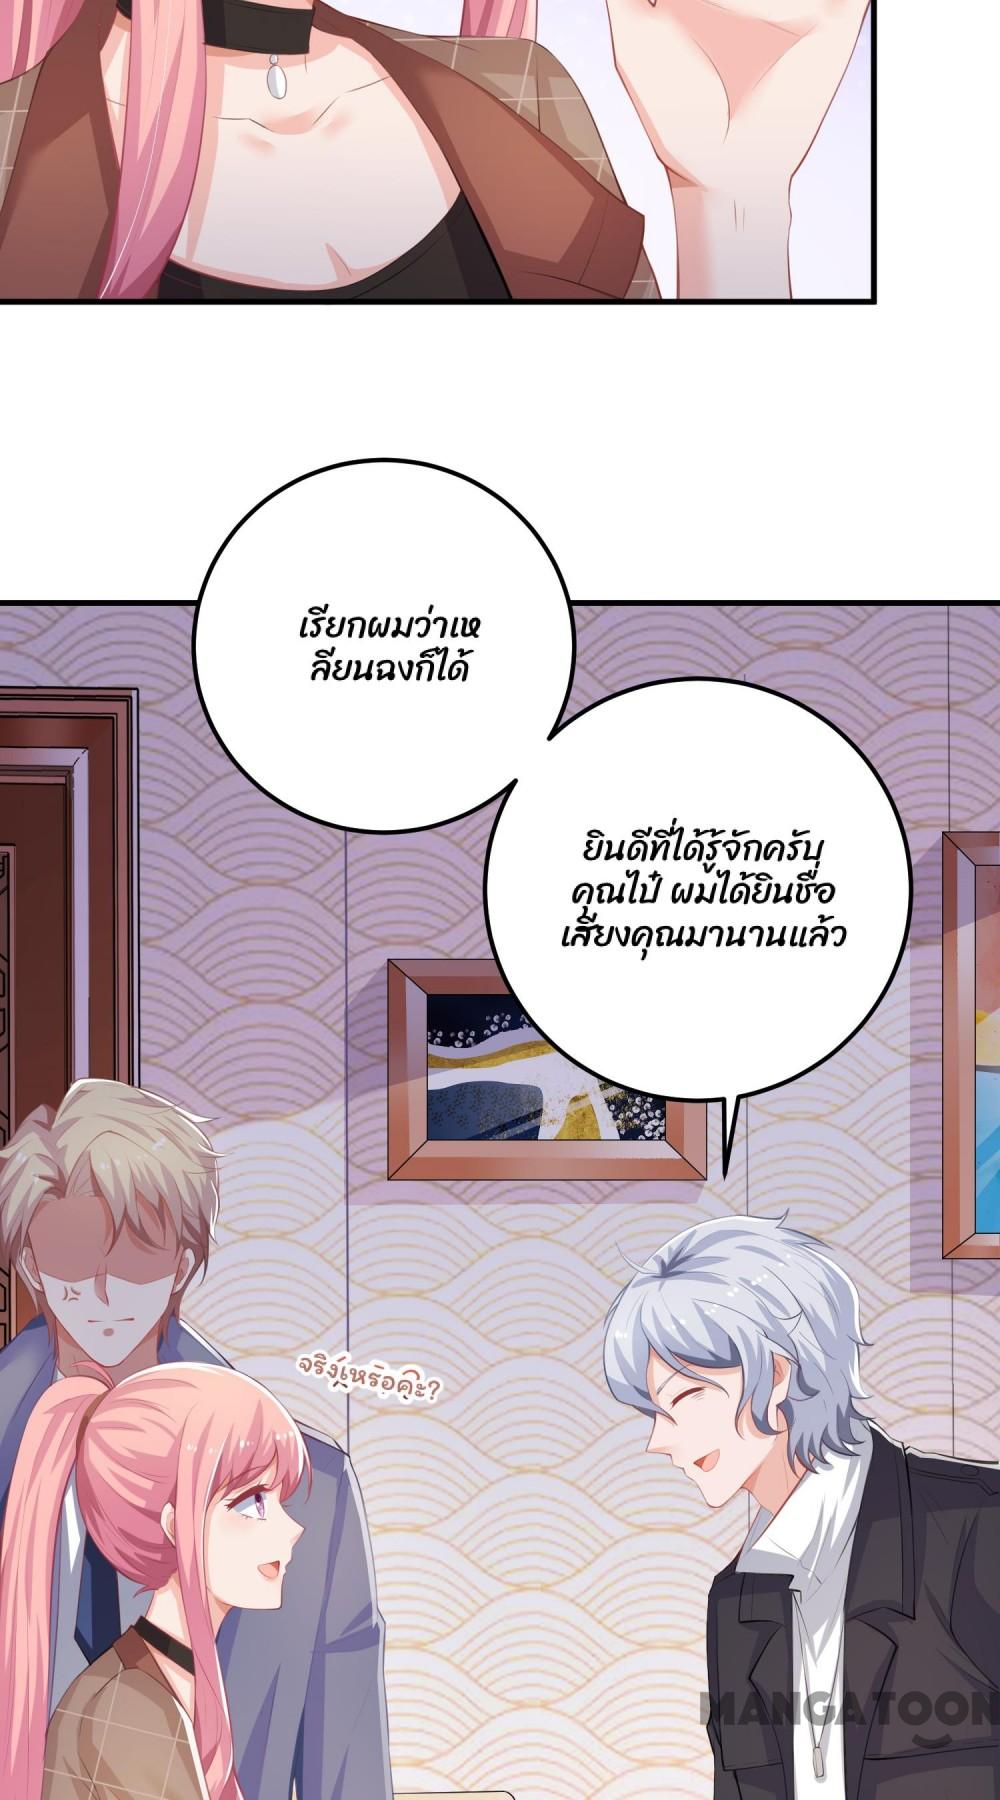 เรียกผมว่าเห
ลียนฉงก็ได้
ยินดีที่ได้รู้จักครับ
คุณไป๋ ผมได้ยินชื่อ
เสียงคุณมานานแล้ว
จริงเหรอคะ?
MANGATOON